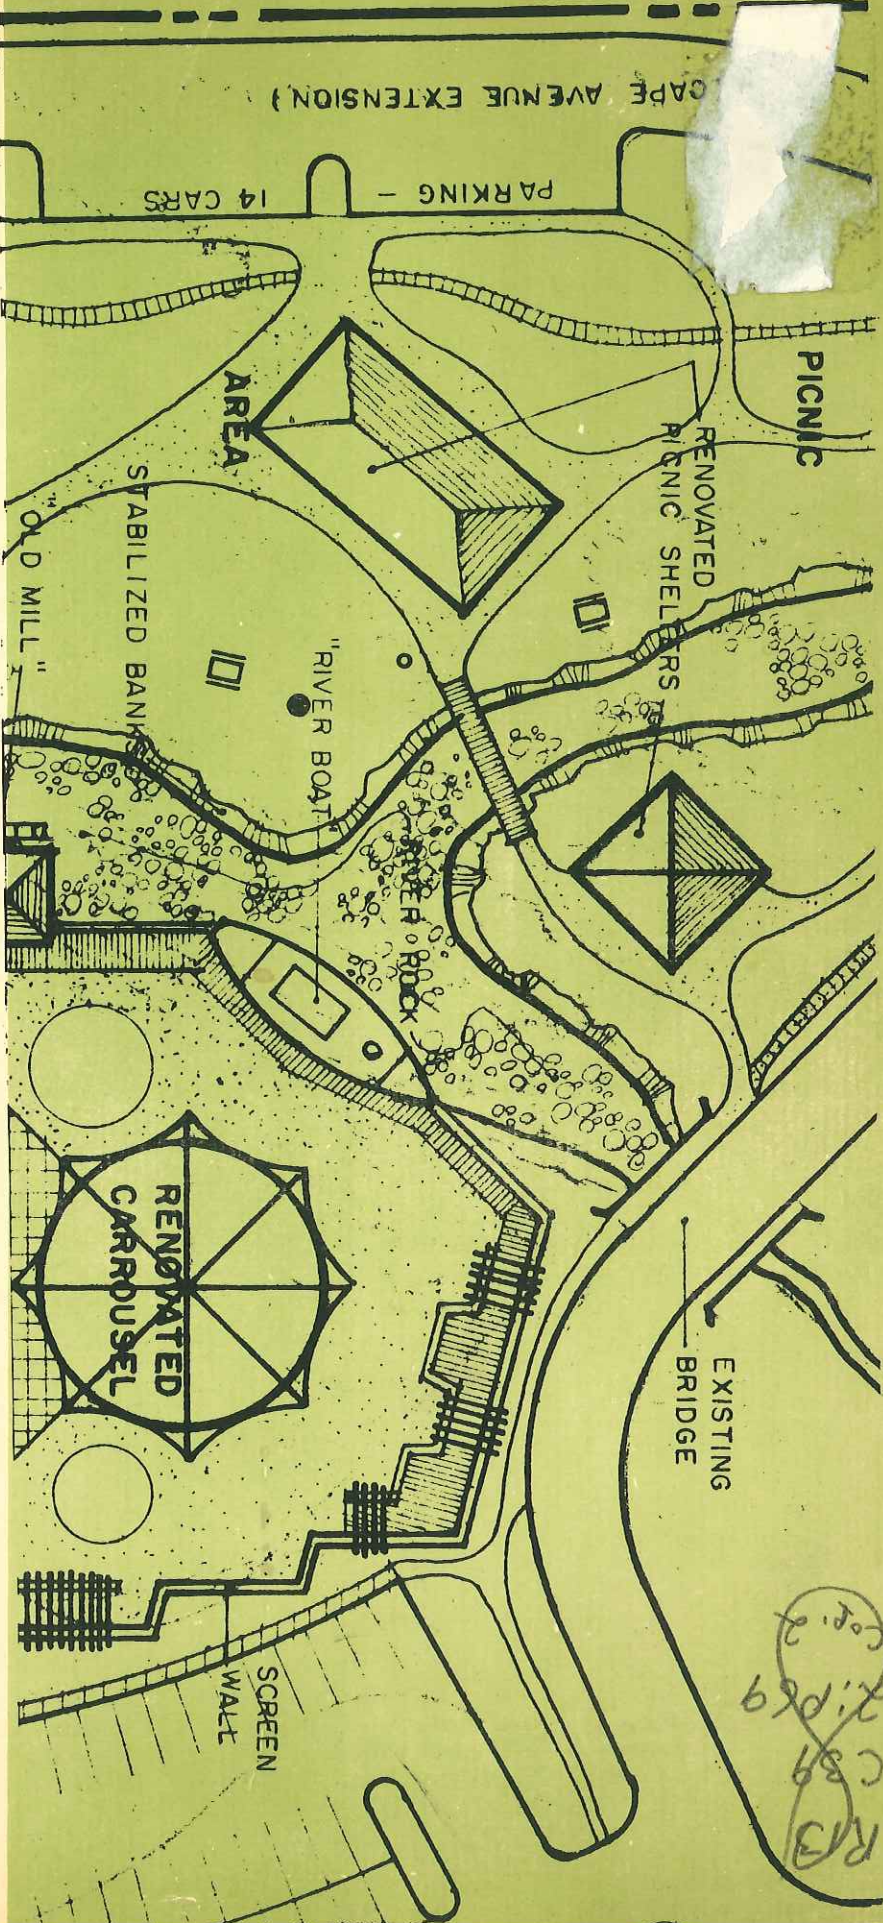 CAPE AVENUE EXTENSION)
PARKING – 14 CARS
PICNIC
AREA
RENOVATED
PICNIC SHELTERS
STABILIZED BANKS
"OLD MILL"
"RIVER BOAT"
RIVER ROCK
RENOVATED
CARROUSEL
EXISTING
BRIDGE
SCREEN
WALL